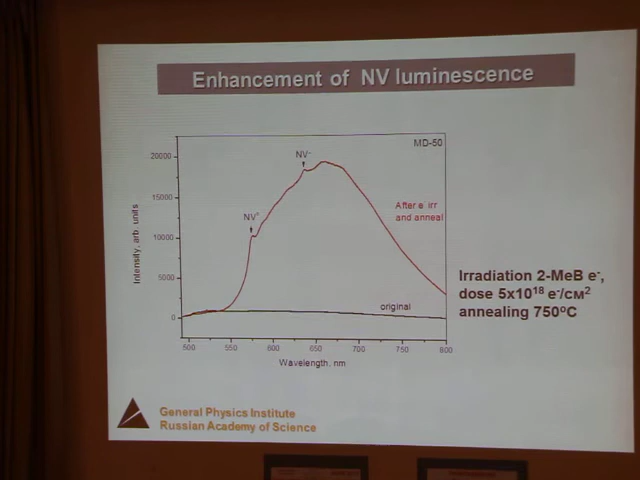 Enhancement of NV luminescence
MD-50
20000
15000
10000
5000
0
Intensity, arb. units
NV⁻
NV⁰
After e⁻ irr
and anneal
original
500 550 600 650 700 750 800
Wavelength, nm
Irradiation 2-MeB e⁻,
dose 5x10¹⁸ e⁻/см²
annealing 750ºC
General Physics Institute
Russian Academy of Science